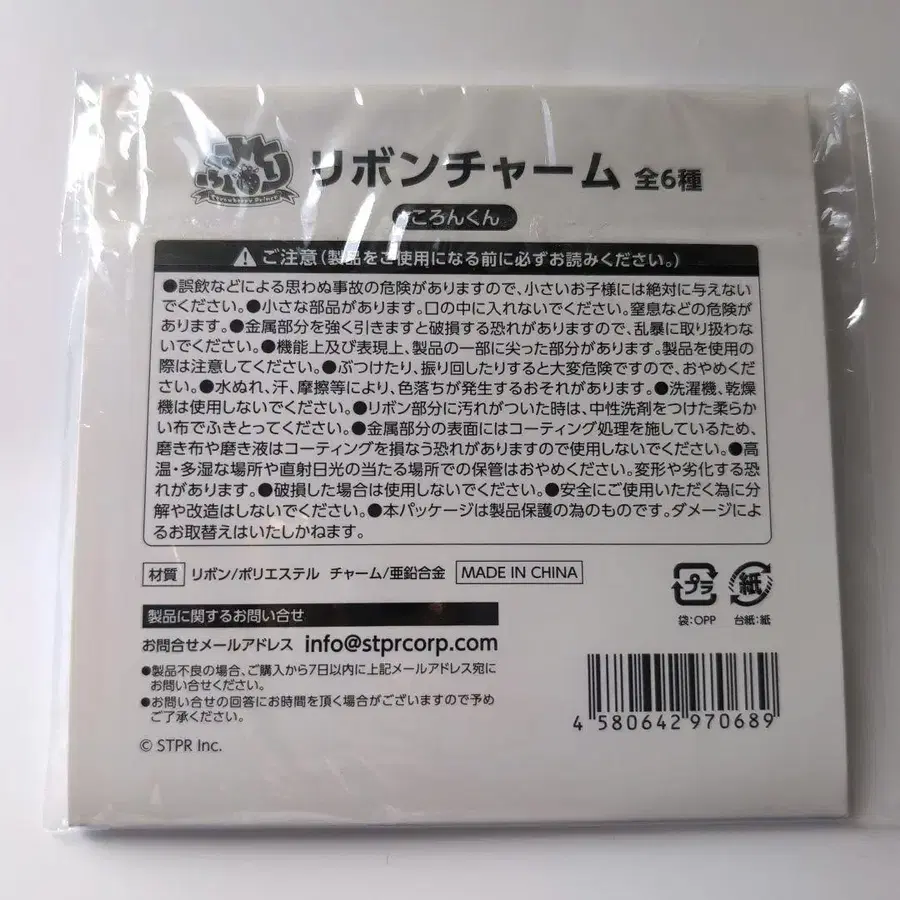 すとぷり
Strawberry Prince
リボンチャーム 全6種
ころんくん
ご注意(製品をご使用になる前に必ずお読みください。)
●誤飲などによる思わぬ事故の危険がありますので、小さいお子様には絶対に与えない
でください。●小さな部品があります。口の中に入れないでください。窒息などの危険が
あります。●金属部分を強く引きますと破損する恐れがありますので、乱暴に取り扱わな
いでください。●機能上及び表現上、製品の一部に尖った部分があります。製品を使用の
際は注意してください。●ぶつけたり、振り回したりすると大変危険ですので、おやめくだ
さい。●水ぬれ、汗、摩擦等により、色落ちが発生するおそれがあります。●洗濯機、乾燥
機は使用しないでください。●リボン部分に汚れがついた時は、中性洗剤をつけた柔らか
い布でふきとってください。●金属部分の表面にはコーティング処理を施しているため、
磨き布や磨き液はコーティングを損なう恐れがありますので使用しないでください。●高
温・多湿な場所や直射日光の当たる場所での保管はおやめください。変形や劣化する恐
れがあります。●破損した場合は使用しないでください。●安全にご使用いただく為に分
解や改造はしないでください。●本パッケージは製品保護の為のものです。ダメージによ
るお取替えはいたしかねます。
材質 リボン/ポリエステル チャーム/亜鉛合金 MADE IN CHINA
プラ 紙
袋:OPP 台紙:紙
製品に関するお問い合せ
お問合せメールアドレス info@stprcorp.com
●製品不良の場合、ご購入から7日以内に上記メールアドレス宛に
お問い合せください。
●お問い合せの回答にお時間を頂く場合がございますので予め
ご了承ください。
4 580642 970689
© STPR Inc.